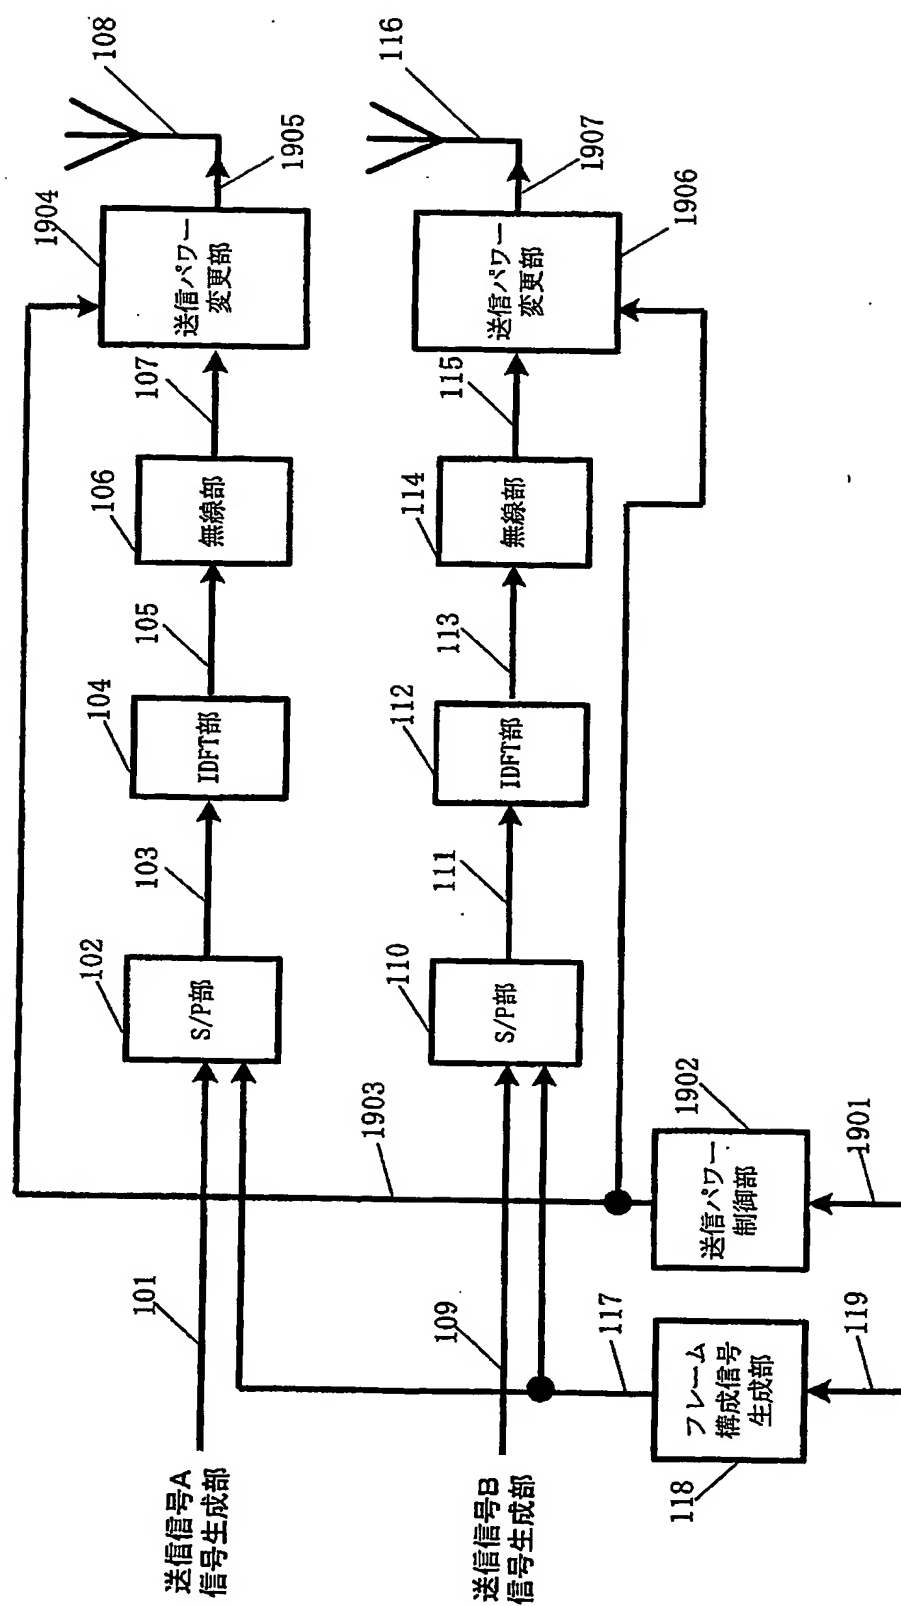 送信信号A
信号生成部
101
102
S/P部
103
104
IDFT部
105
106
無線部
107
1904
送信パワー
変更部
1905
108
送信信号B
信号生成部
109
110
S/P部
111
112
IDFT部
113
114
無線部
115
送信パワー
変更部
1906
1907
116
1903
117
118
フレーム
構成信号
生成部
119
1902
送信パワー
制御部
1901